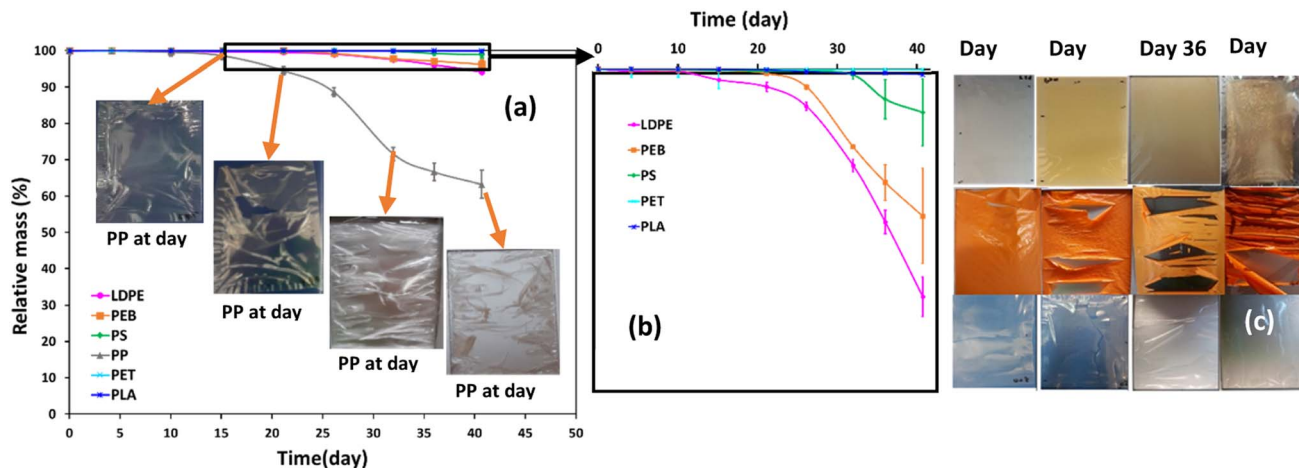 100
90
80
70
60
50
40
30
20
10
0
Relative mass (%)
(a)
PP at day
PP at day
PP at day
PP at day
LDPE
PEB
PS
PP
PET
PLA
0 5 10 15 20 25 30 35 40 45 50
Time(day)
Time (day)
0 10 20 30 40
LDPE
PEB
PS
PET
PLA
(b)
Day Day Day 36 Day
(c)